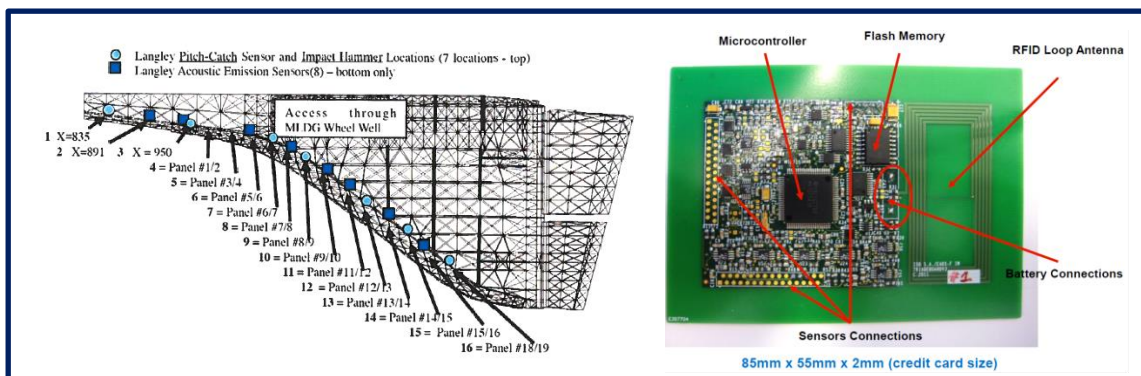 Langley Pitch-Catch Sensor and Impact Hammer Locations (7 locations - top)
Langley Acoustic Emission Sensors(8) – bottom only
Access through
MLDG Wheel Well
1 X=835
2 X=891 3 X = 950
4 = Panel #1/2
5 = Panel #3/4
6 = Panel #5/6
7 = Panel #6/7
8 = Panel #7/8
9 = Panel #8/9
10 = Panel #9/10
11 = Panel #11/12
12 = Panel #12/13
13 = Panel #13/14
14 = Panel #14/15
15 = Panel #15/16
16 = Panel #18/19
Microcontroller
Flash Memory
RFID Loop Antenna
#1
Battery Connections
Sensors Connections
85mm x 55mm x 2mm (credit card size)